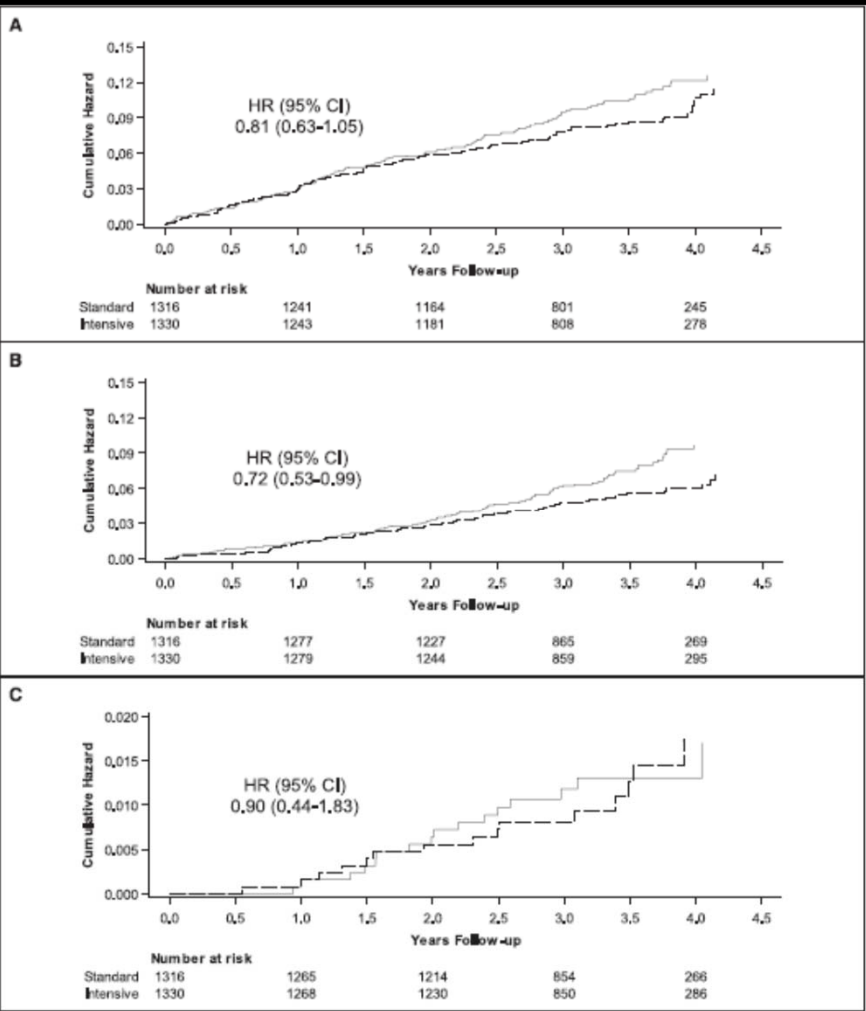 A
0.15
0.12
HR (95% CI)
0.81 (0.63-1.05)
0.09
0.06
0.03
0.00
Cumulative Hazard
0.0 0.5 1.0 1.5 2.0 2.5 3.0 3.5 4.0 4.5
Years Follow-up
Number at risk
Standard 1316 1241 1164 801 245
Intensive 1330 1243 1181 808 278
B
0.15
0.12
0.09
HR (95% CI)
0.72 (0.53-0.99)
0.06
0.03
0.00
Cumulative Hazard
0.0 0.5 1.0 1.5 2.0 2.5 3.0 3.5 4.0 4.5
Years Follow-up
Number at risk
Standard 1316 1277 1227 865 269
Intensive 1330 1279 1244 859 295
C
0.020
0.015
HR (95% CI)
0.90 (0.44-1.83)
0.010
0.005
0.000
Cumulative Hazard
0.0 0.5 1.0 1.5 2.0 2.5 3.0 3.5 4.0 4.5
Years Follow-up
Number at risk
Standard 1316 1265 1214 854 266
Intensive 1330 1268 1230 850 286